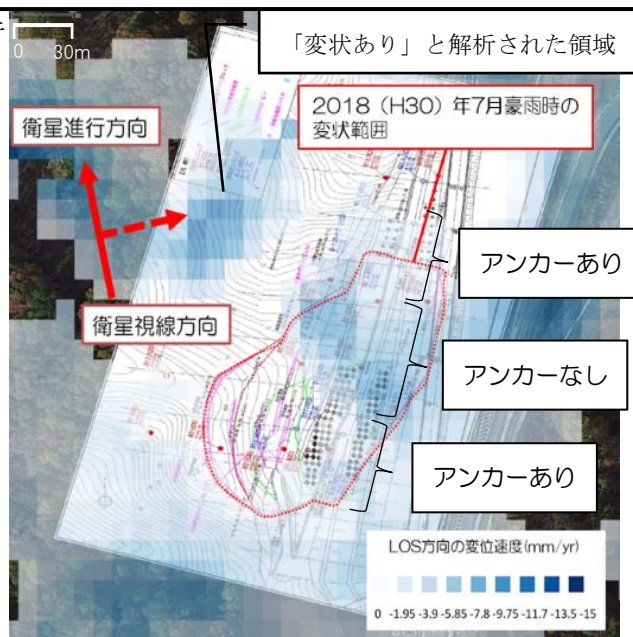 0 30m
「変状あり」と解析された領域
2018（H30）年7月豪雨時の
変状範囲
衛星進行方向
衛星視線方向
アンカーあり
アンカーなし
アンカーあり
LOS方向の変位速度(mm/yr)
0 -1.95 -3.9 -5.85 -7.8 -9.75 -11.7 -13.5 -15